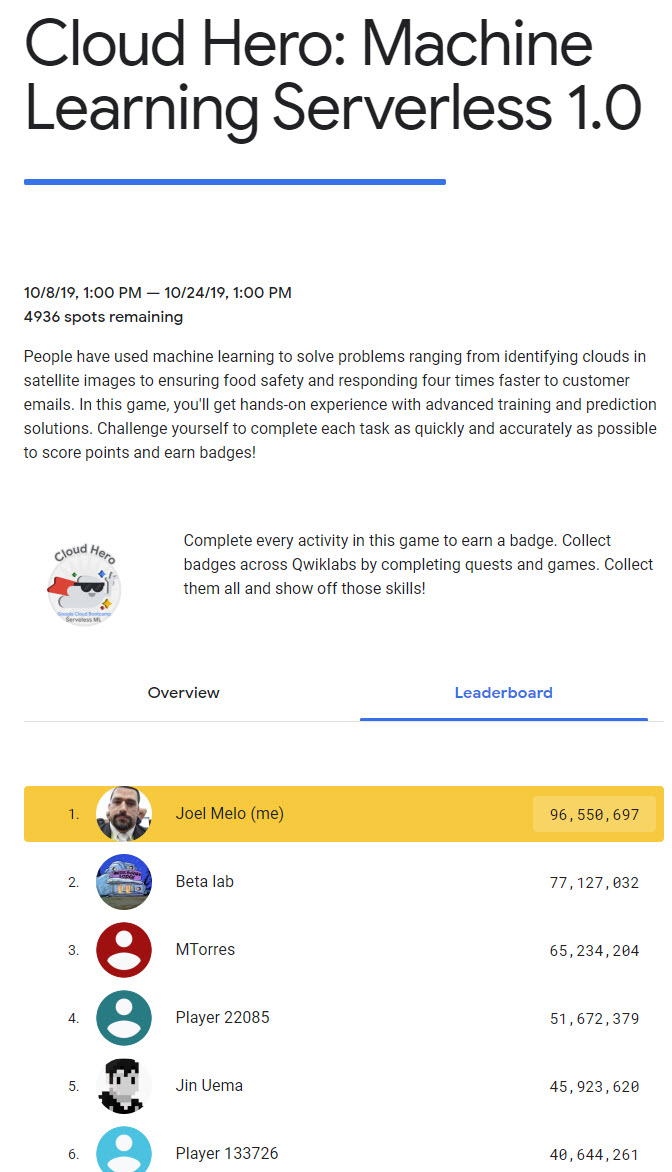 Cloud Hero: Machine
Learning Serverless 1.0
10/8/19, 1:00 PM — 10/24/19, 1:00 PM
4936 spots remaining
People have used machine learning to solve problems ranging from identifying clouds in
satellite images to ensuring food safety and responding four times faster to customer
emails. In this game, you'll get hands-on experience with advanced training and prediction
solutions. Challenge yourself to complete each task as quickly and accurately as possible
to score points and earn badges!
Cloud Hero
Google Cloud Bootcamp
Serverless ML
Complete every activity in this game to earn a badge. Collect
badges across Qwiklabs by completing quests and games. Collect
them all and show off those skills!
Overview Leaderboard
1. Joel Melo (me) 96,550,697
2. Beta lab 77,127,032
3. MTorres 65,234,204
4. Player 22085 51,672,379
5. Jin Uema 45,923,620
6. Player 133726 40,644,261